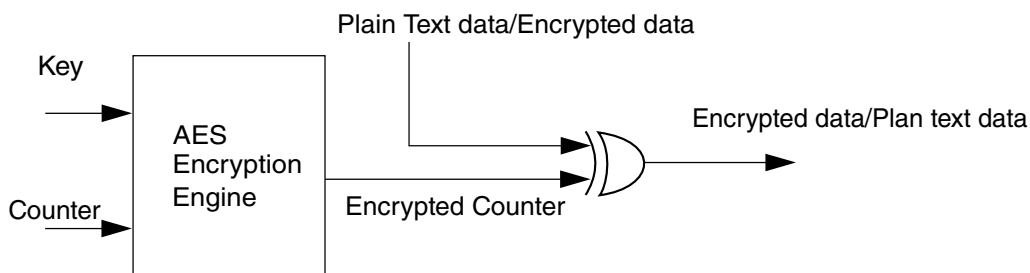 Plain Text data/Encrypted data
Key
Encrypted data/Plan text data
AES
Encryption
Engine
Counter
Encrypted Counter